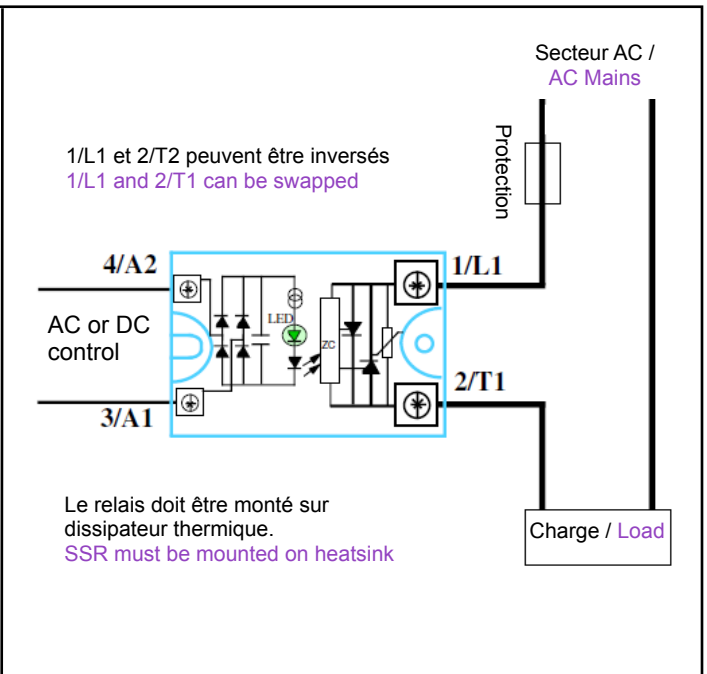 Secteur AC /
AC Mains
Protection
1/L1 et 2/T2 peuvent être inversés
1/L1 and 2/T1 can be swapped
4/A2
1/L1
LED
ZC
AC or DC
control
2/T1
3/A1
Le relais doit être monté sur
dissipateur thermique.
SSR must be mounted on heatsink
Charge / Load